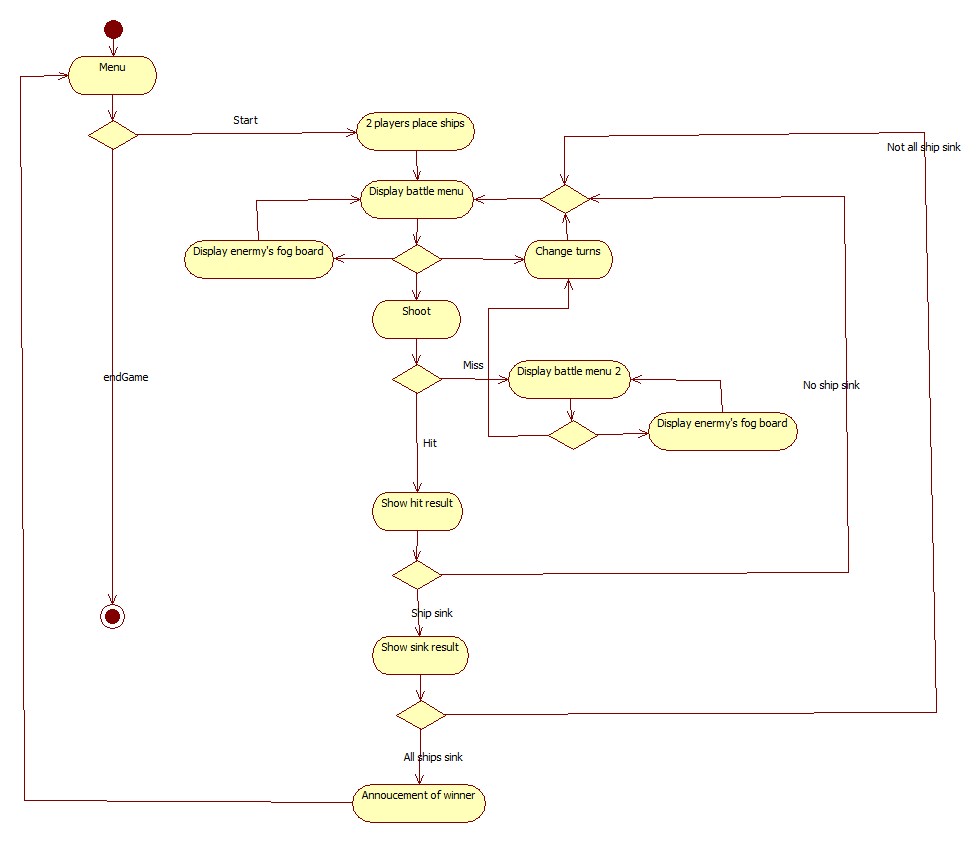 Menu
Start
2 players place ships
Not all ship sink
Display battle menu
Display enermy's fog board
Change turns
Shoot
Miss
Display battle menu 2
endGame
No ship sink
Display enermy's fog board
Hit
Show hit result
Ship sink
Show sink result
All ships sink
Annoucement of winner